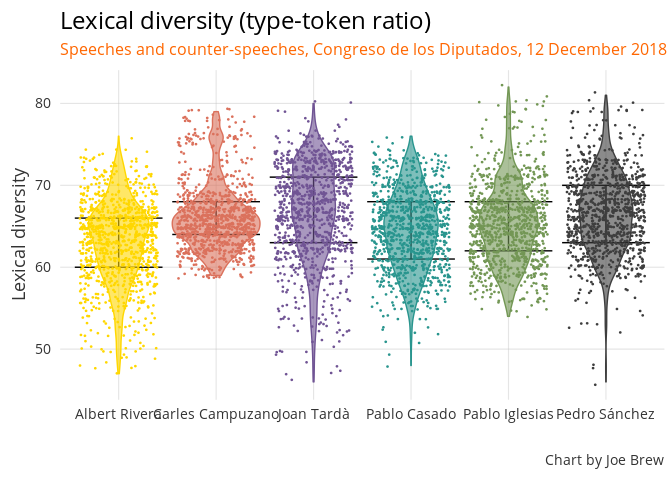 Lexical diversity (type-token ratio)
Speeches and counter-speeches, Congreso de los Diputados, 12 December 2018
80
70
60
50
Lexical diversity
Albert Rivera Carles Campuzano Joan Tardà Pablo Casado Pablo Iglesias Pedro Sánchez
Chart by Joe Brew